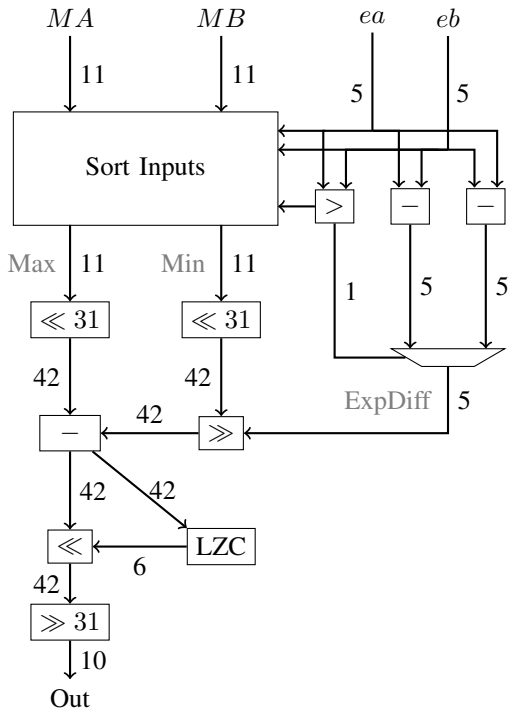 MA MB ea eb
11 11 5 5
Sort Inputs
> − −
Max 11 Min 11 1 5 5
≪ 31 ≪ 31
42 42
ExpDiff 5
− 42 ≫
42 42
≪ 6 LZC
42
≫ 31
10
Out